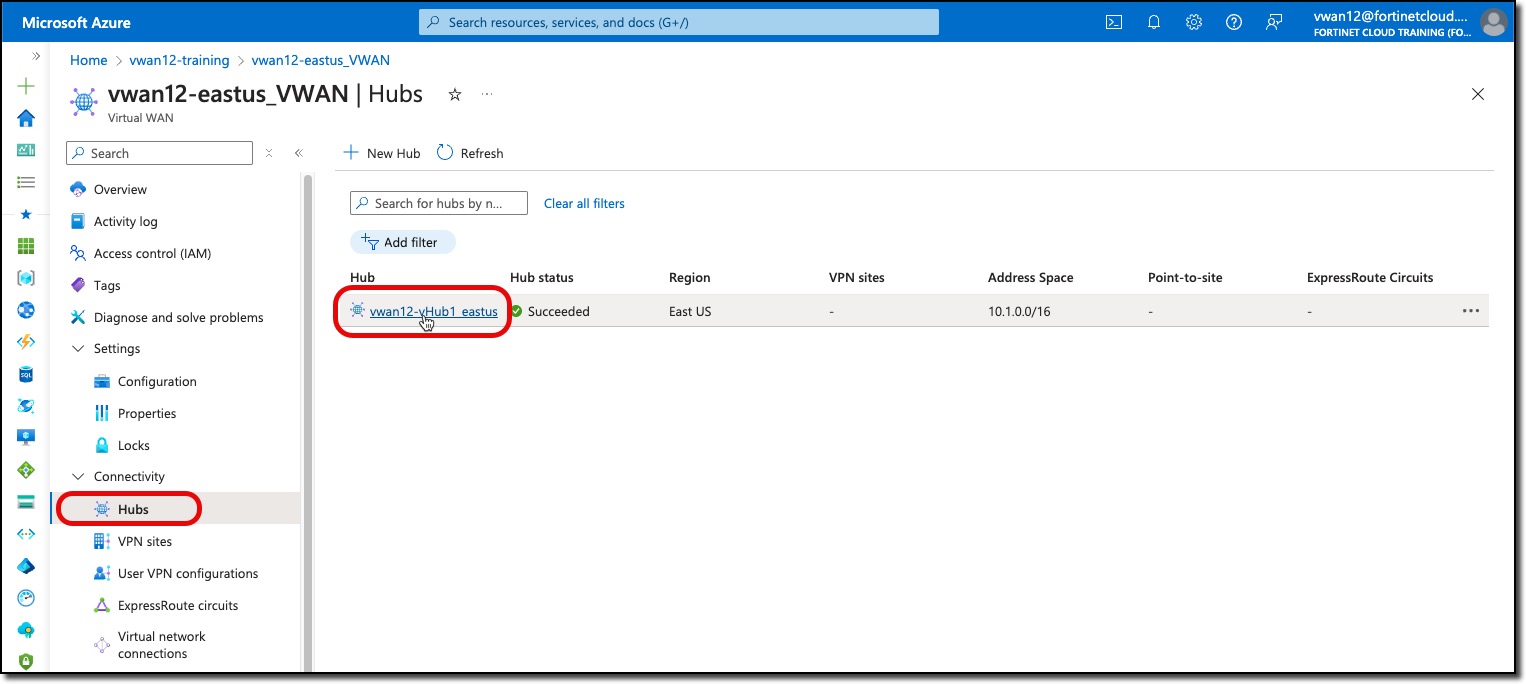 Microsoft Azure
Search resources, services, and docs (G+/)
vwan12@fortinetcloud....
FORTINET CLOUD TRAINING (FO...
Home > vwan12-training > vwan12-eastus_VWAN
vwan12-eastus_VWAN | Hubs
Virtual WAN
Search
New Hub
Refresh
Overview
Activity log
Access control (IAM)
Tags
Diagnose and solve problems
Settings
Configuration
Properties
Locks
Connectivity
Hubs
VPN sites
User VPN configurations
ExpressRoute circuits
Virtual network
connections
Search for hubs by n...
Clear all filters
Add filter
Hub Hub status Region VPN sites Address Space Point-to-site ExpressRoute Circuits
vwan12-vHub1_eastus Succeeded East US - 10.1.0.0/16 - -
SQL